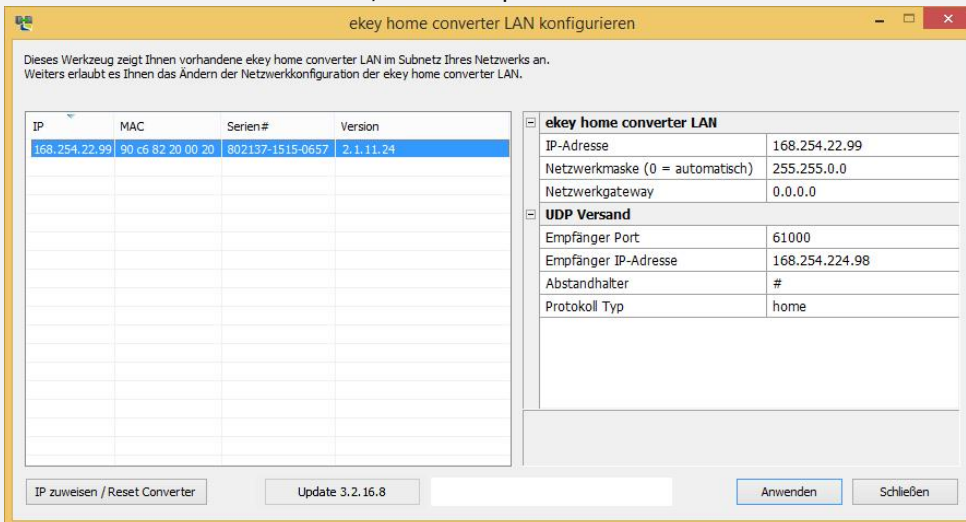 ekey home converter LAN konfigurieren
Dieses Werkzeug zeigt Ihnen vorhandene ekey home converter LAN im Subnetz Ihres Netzwerks an.
Weiters erlaubt es Ihnen das Ändern der Netzwerkkonfiguration der ekey home converter LAN.
IP MAC Serien# Version
168.254.22.99 90 c6 82 20 00 20 802137-1515-0657 2.1.11.24
ekey home converter LAN
IP-Adresse 168.254.22.99
Netzwerkmaske (0 = automatisch) 255.255.0.0
Netzwerkgateway 0.0.0.0
UDP Versand
Empfänger Port 61000
Empfänger IP-Adresse 168.254.224.98
Abstandhalter #
Protokoll Typ home
IP zuweisen / Reset Converter Update 3.2.16.8 Anwenden Schließen